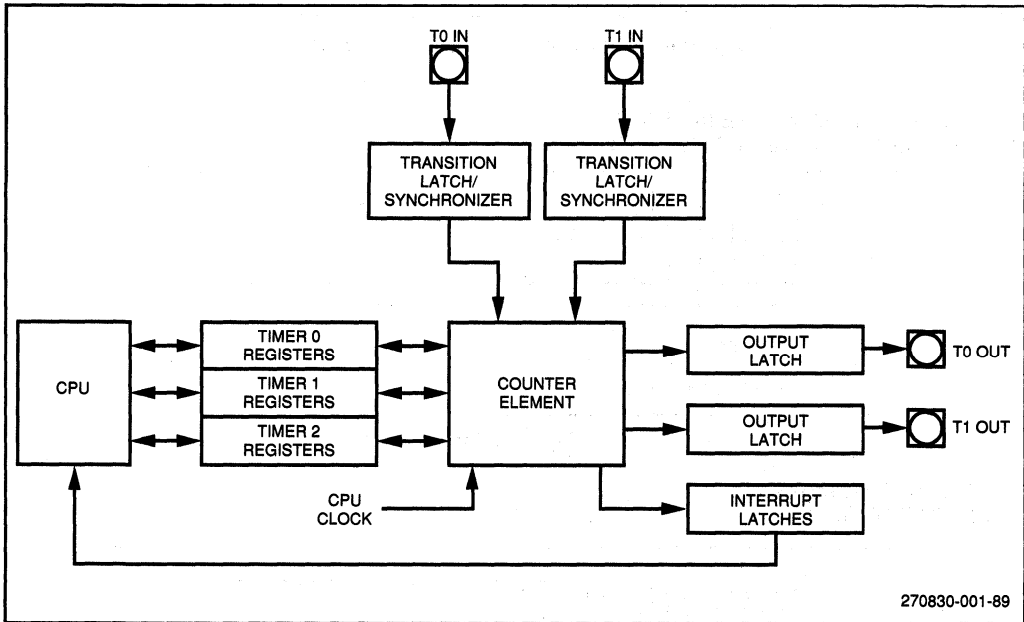 T0 IN
T1 IN
TRANSITION
LATCH/
SYNCHRONIZER
TRANSITION
LATCH/
SYNCHRONIZER
CPU
TIMER 0
REGISTERS
TIMER 1
REGISTERS
TIMER 2
REGISTERS
COUNTER
ELEMENT
OUTPUT
LATCH
T0 OUT
OUTPUT
LATCH
T1 OUT
CPU
CLOCK
INTERRUPT
LATCHES
270830-001-89